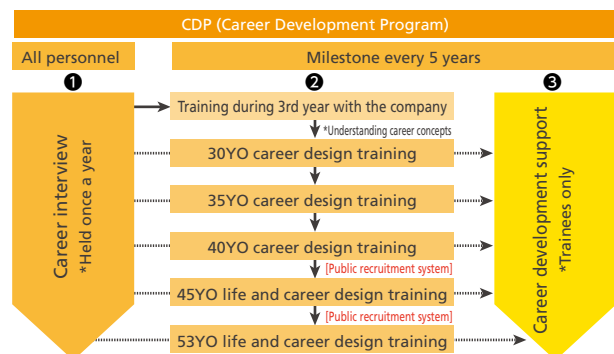 CDP (Career Development Program)
All personnel
Milestone every 5 years
❶
❷
❸
Career interview
*Held once a year
Training during 3rd year with the company
*Understanding career concepts
30YO career design training
35YO career design training
40YO career design training
[Public recruitment system]
45YO life and career design training
[Public recruitment system]
53YO life and career design training
Career development support
*Trainees only